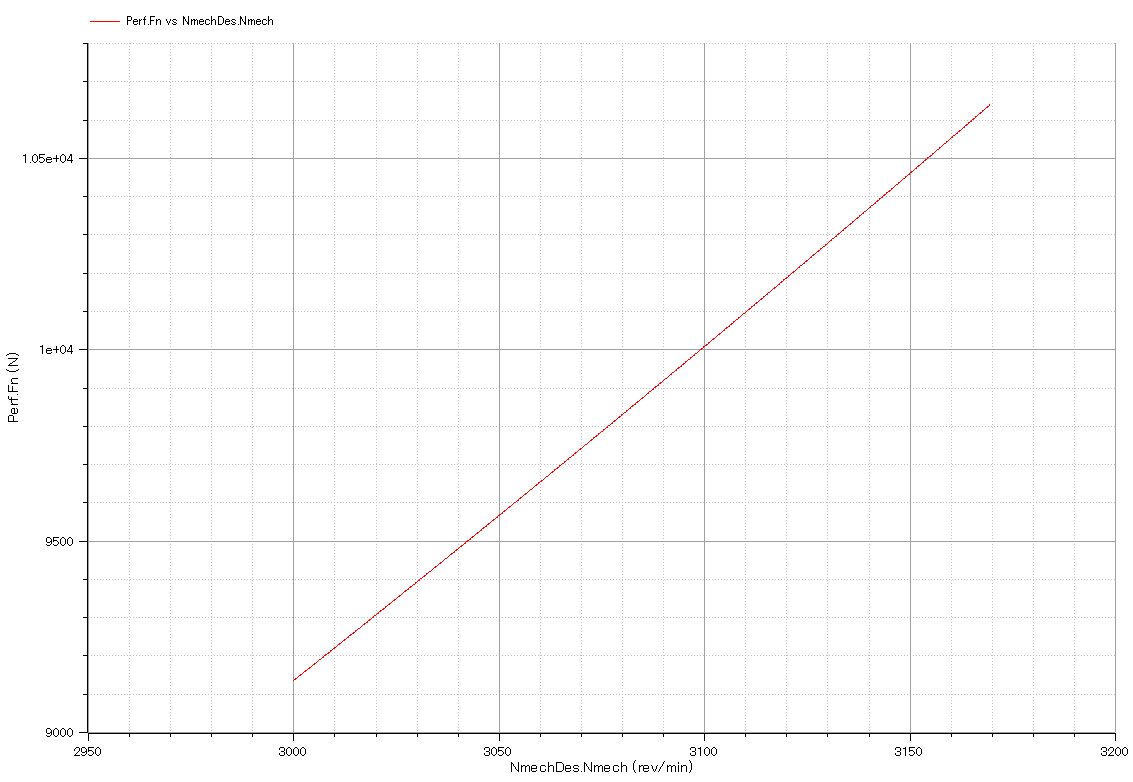 Perf.Fn vs NmechDes.Nmech
1.05e+04
1e+04
9500
9000
Perf.Fn (N)
2950 3000 3050 3100 3150 3200
NmechDes.Nmech (rev/min)